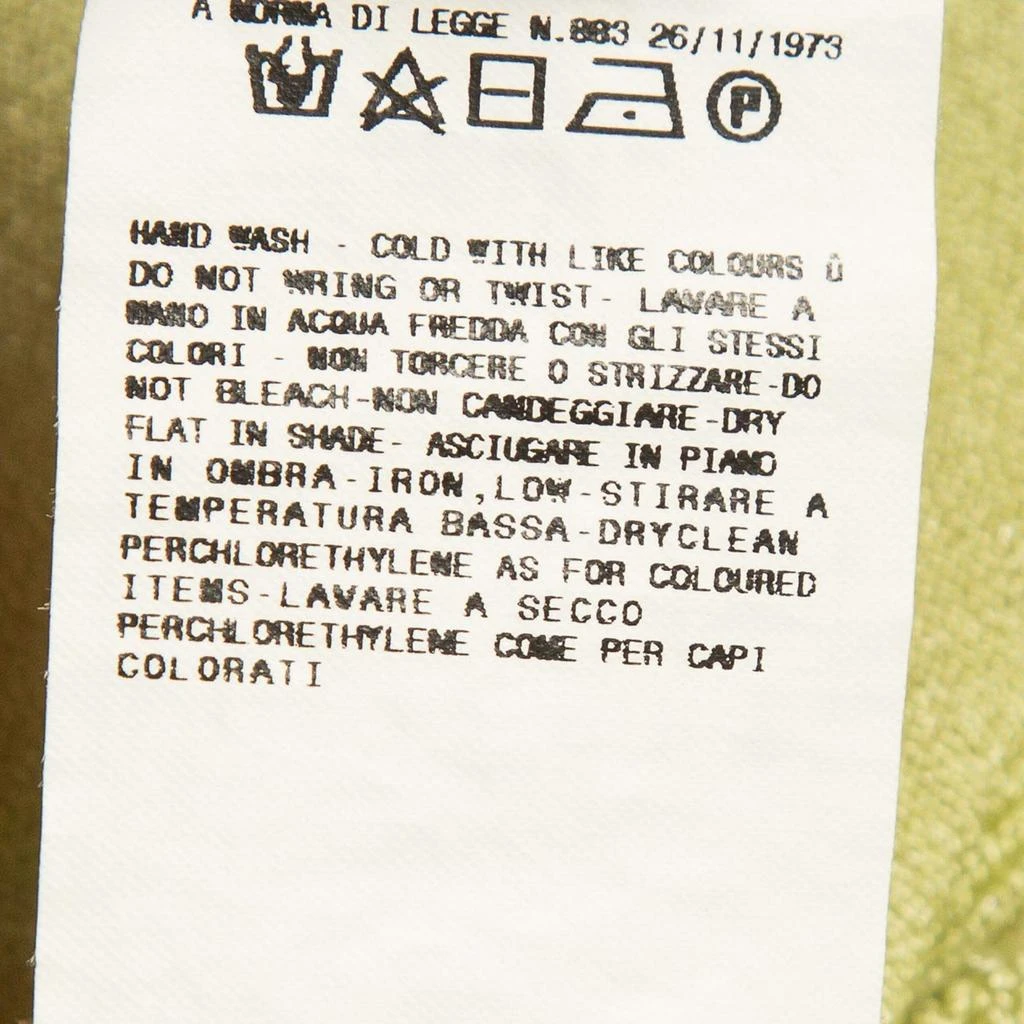 A NORMA DI LEGGE N.883 26/11/1973
P
HAND WASH - COLD WITH LIKE COLOURS Û
DO NOT WRING OR TWIST- LAVARE A
MANO IN ACQUA FREDDA CON GLI STESSI
COLORI - NON TORCERE O STRIZZARE-DO
NOT BLEACH-NON CANDEGGIARE-DRY
FLAT IN SHADE- ASCIUGARE IN PIANO
IN OMBRA-IRON,LOW-STIRARE A
TEMPERATURA BASSA-DRYCLEAN
PERCHLORETHYLENE AS FOR COLOURED
ITEMS-LAVARE A SECCO
PERCHLORETHYLENE COME PER CAPI
COLORATI